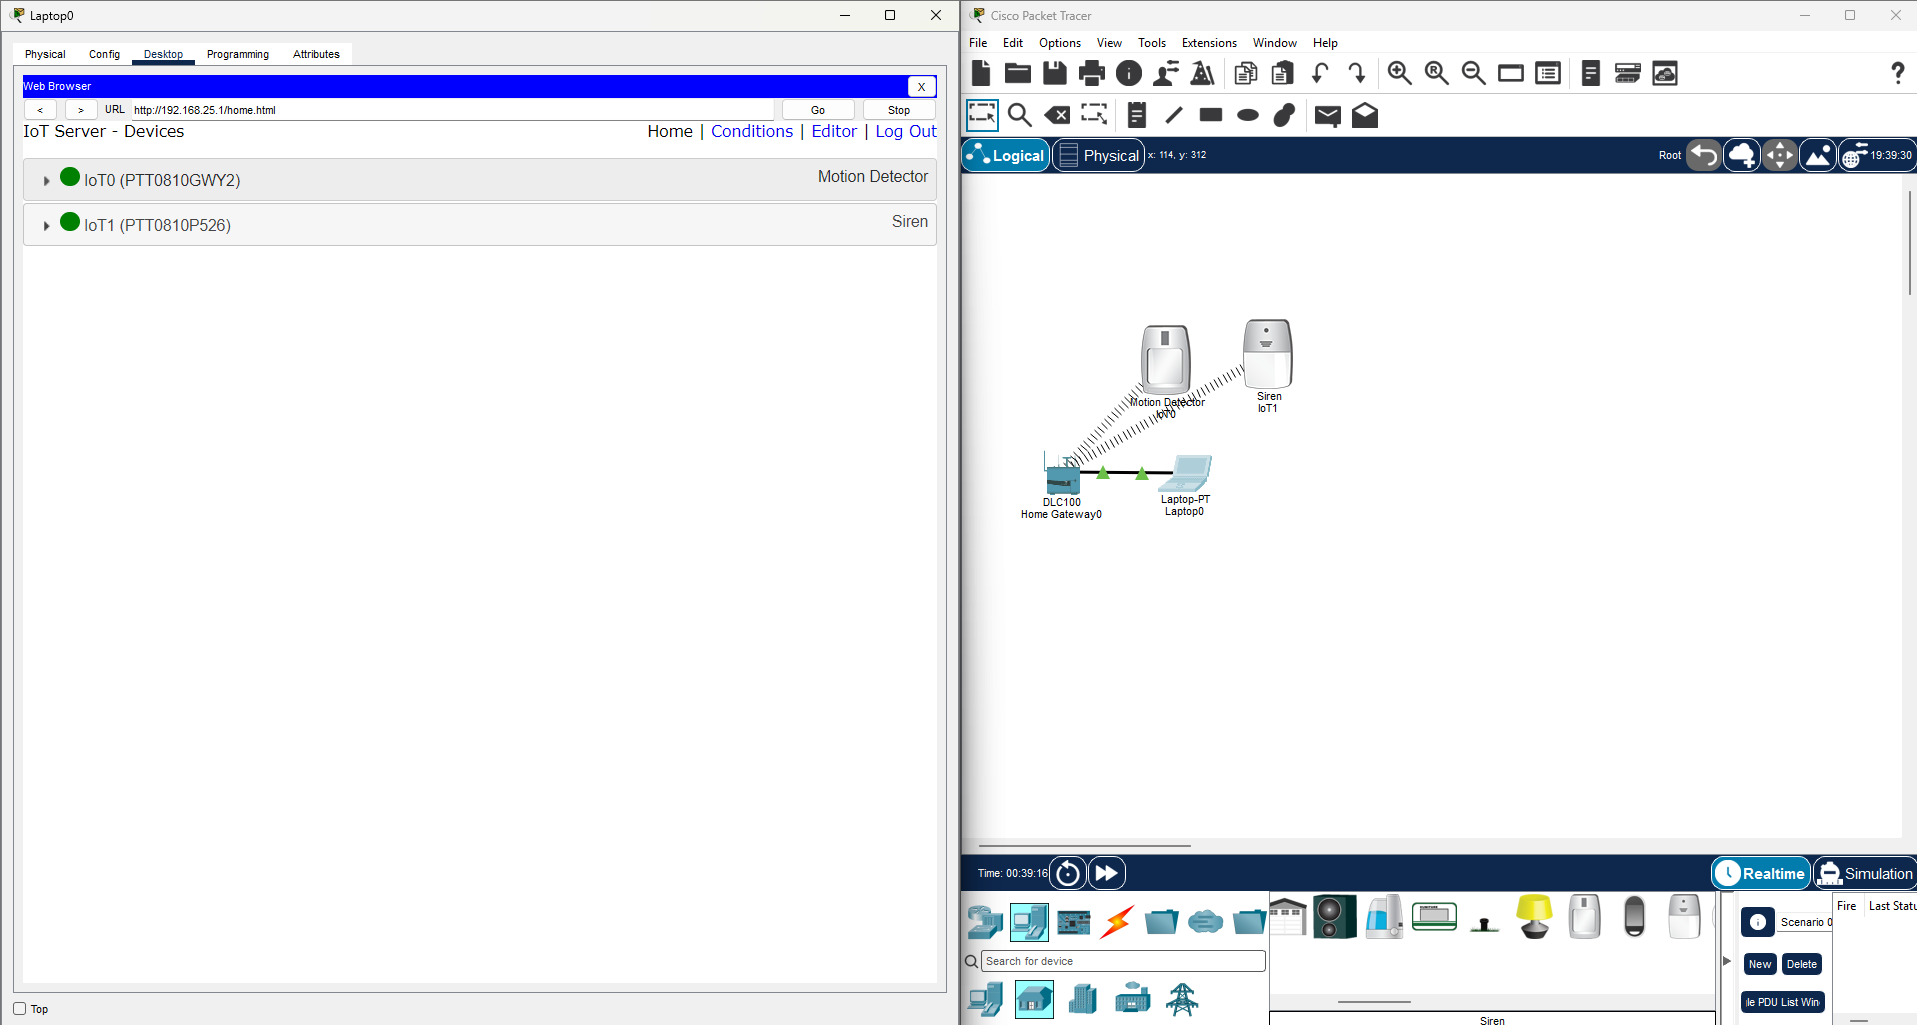 Laptop0
Physical Config Desktop Programming Attributes
Web Browser X
< > URL http://192.168.25.1/home.html Go Stop
IoT Server - Devices Home | Conditions | Editor | Log Out
IoT0 (PTT0810GWY2) Motion Detector
IoT1 (PTT0810P526) Siren
Top
Cisco Packet Tracer
File Edit Options View Tools Extensions Window Help
Logical Physical x: 114, y: 312 Root 19:39:30
Motion Detector
IoT0
Siren
IoT1
DLC100
Home Gateway0
Laptop-PT
Laptop0
Time: 00:39:16 Realtime Simulation
Search for device
Siren
Scenario 0
New Delete
le PDU List Win
Fire Last Statu